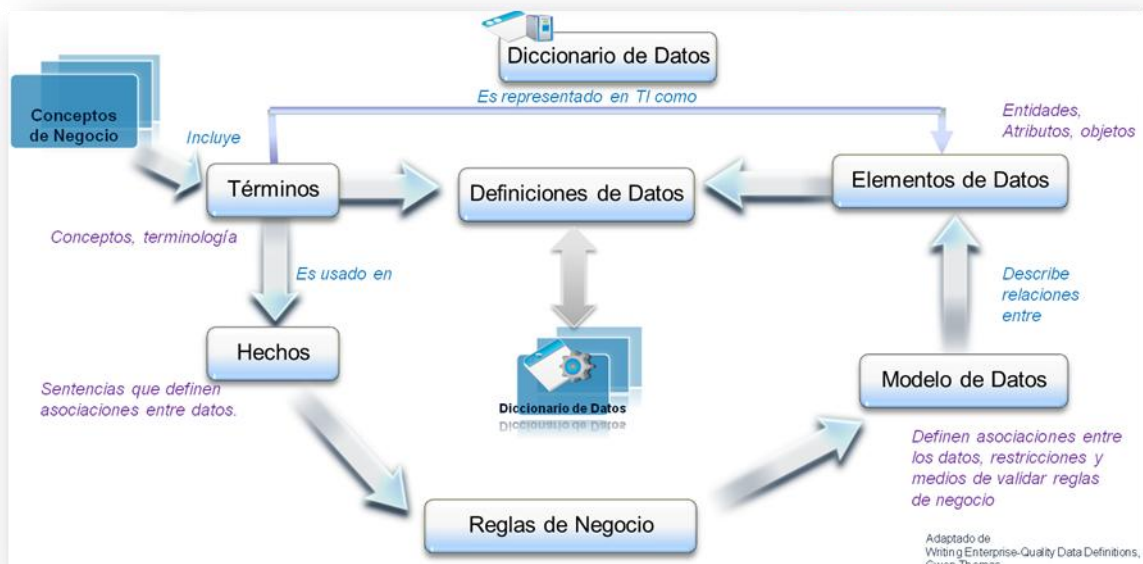 Diccionario de Datos
Es representado en TI como
Conceptos
de Negocio
Incluye
Entidades,
Atributos, objetos
Términos
Definiciones de Datos
Elementos de Datos
Conceptos, terminología
Es usado en
Describe
relaciones
entre
Hechos
Sentencias que definen
asociaciones entre datos.
Diccionario de Datos
Modelo de Datos
Definen asociaciones entre
los datos, restricciones y
medios de validar reglas
de negocio
Reglas de Negocio
Adaptado de
Writing Enterprise-Quality Data Definitions,
Gwen Thomas